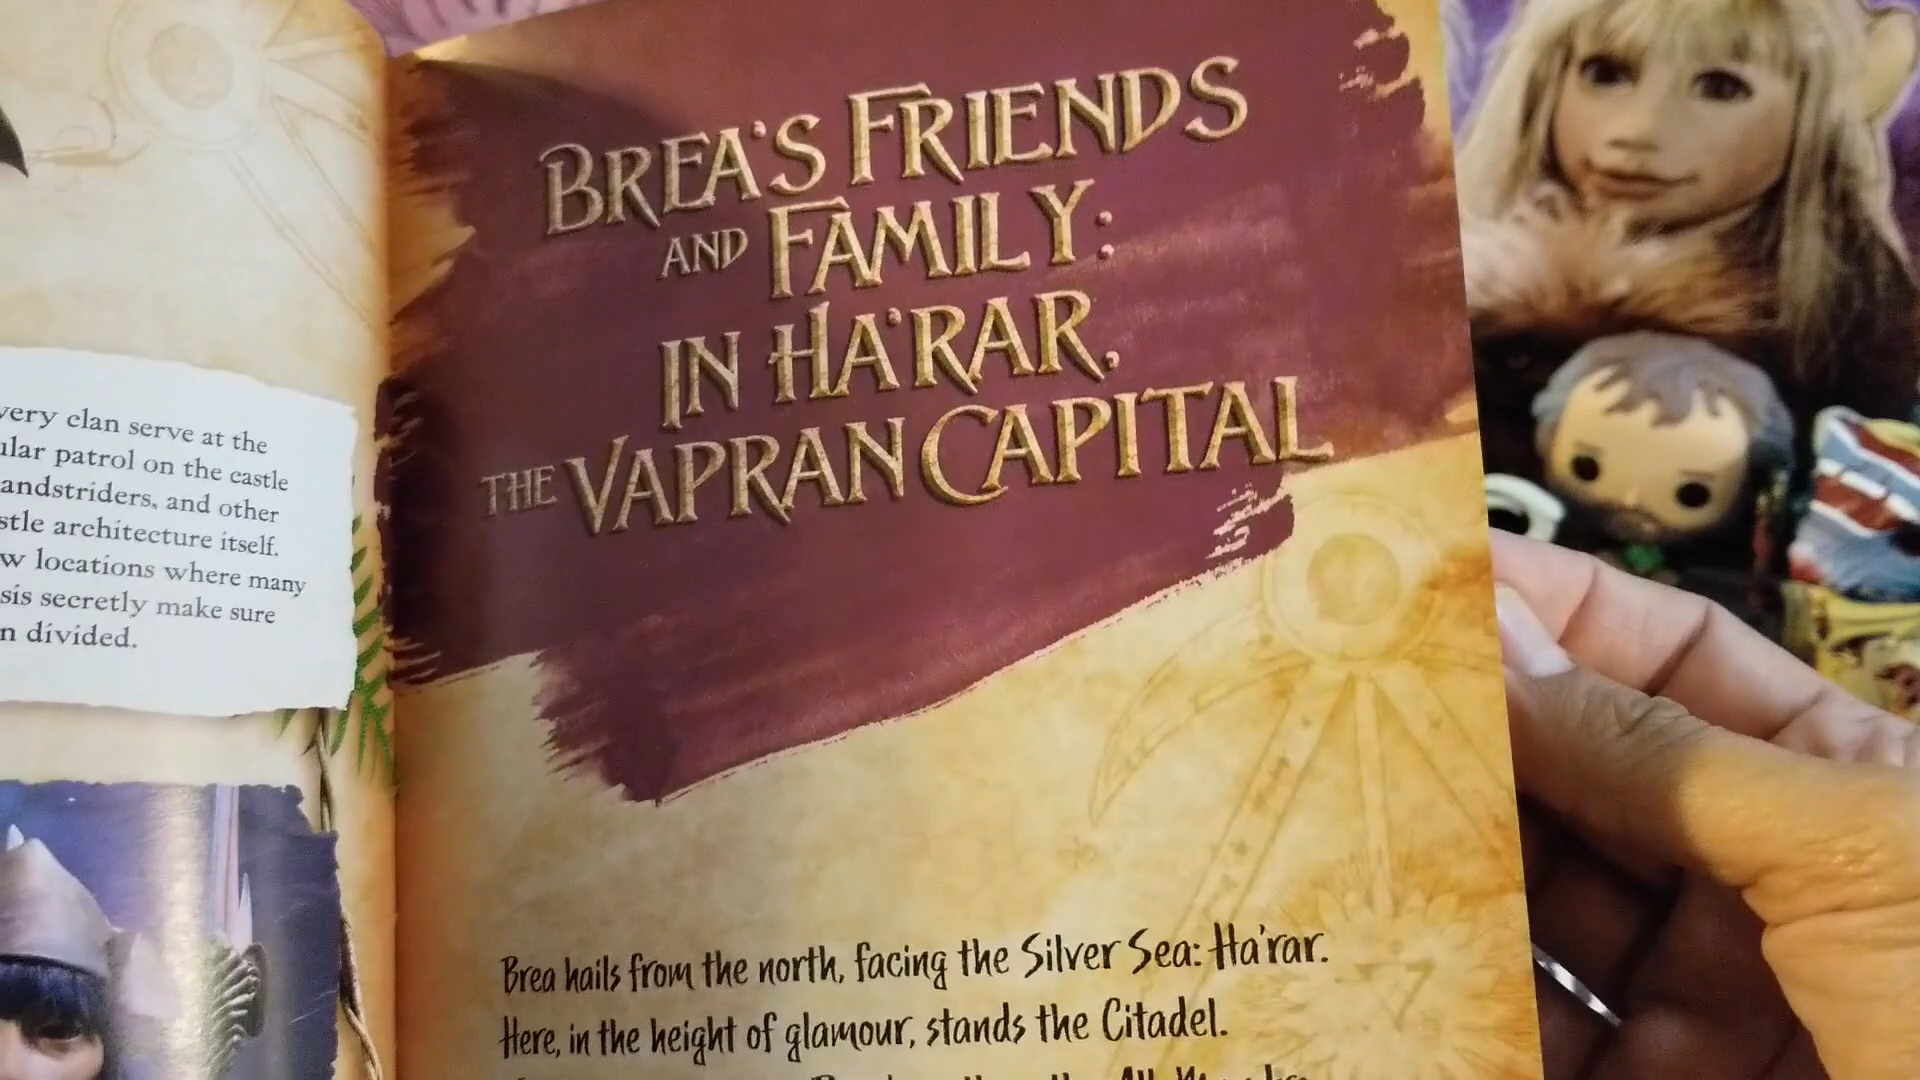 very clan serve at the
ular patrol on the castle
andstriders, and other
stle architecture itself.
w locations where many
sis secretly make sure
n divided.
BREA'S FRIENDS
AND FAMILY:
IN HA'RAR,
THE VAPRAN CAPITAL
Brea hails from the north, facing the Silver Sea: Ha'rar.
Here, in the height of glamour, stands the Citadel.